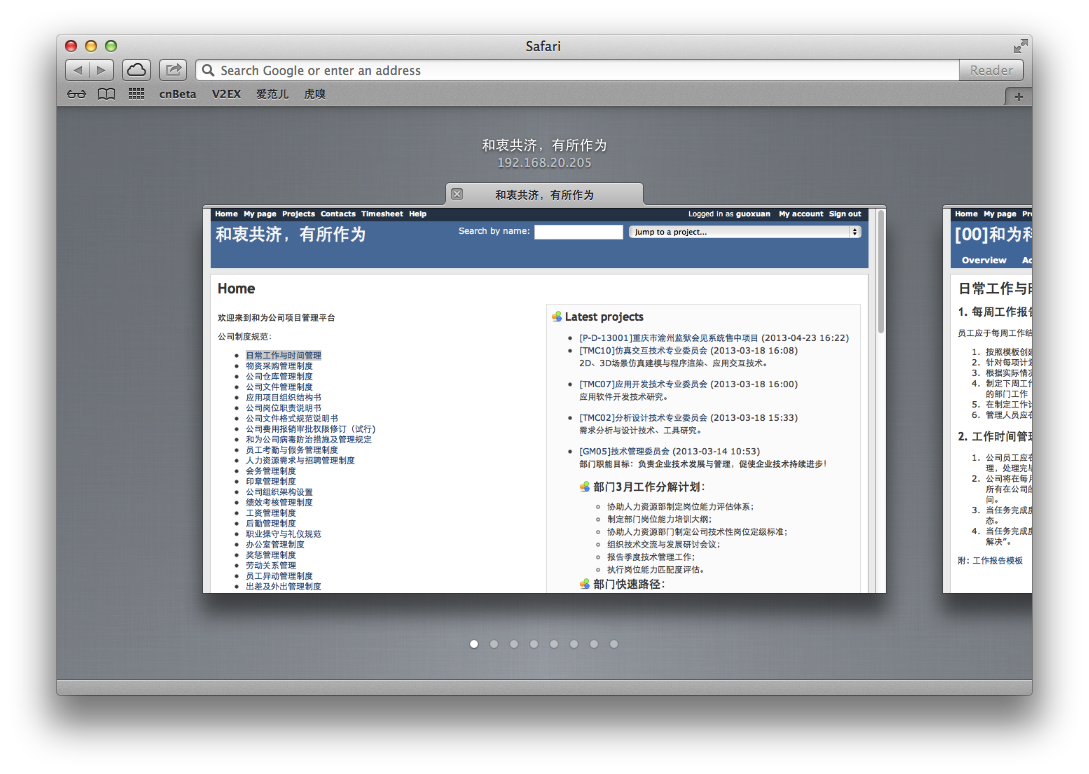 Safari
Search Google or enter an address
Reader
cnBeta V2EX 爱范儿 虎嗅
和衷共济，有所作为
192.168.20.205
和衷共济，有所作为
Home My page Projects Contacts Timesheet Help
Logged in as guoxuan My account Sign out
和衷共济，有所作为
Search by name:
Jump to a project...
Home
欢迎来到和为公司项目管理平台
公司制度规范：
日常工作与时间管理
物资采购管理制度
公司仓库管理制度
公司文件管理制度
应用项目组织结构书
公司岗位职责说明书
公司文件格式规范说明书
公司费用报销审批权限修订（试行）
和为公司病毒防治措施及管理规定
员工考勤与假务管理制度
人力资源需求与招聘管理制度
会务管理制度
印章管理制度
公司组织架构设置
绩效考核管理制度
工资管理制度
后勤管理制度
职业操守与礼仪规范
办公室管理制度
奖惩管理制度
劳动关系管理
员工异动管理制度
出差及外出管理制度
Latest projects
[P-D-13001]重庆市渝州监狱会见系统售中项目 (2013-04-23 16:22)
[TMC10]仿真交互技术专业委员会 (2013-03-18 16:08)
2D、3D场景仿真建模与程序渲染、应用交互技术。
[TMC07]应用开发技术专业委员会 (2013-03-18 16:00)
应用软件开发技术研究。
[TMC02]分析设计技术专业委员会 (2013-03-18 15:33)
需求分析与设计技术、工具研究。
[GM05]技术管理委员会 (2013-03-14 10:53)
部门职能目标：负责企业技术发展与管理，促使企业技术持续进步！
部门3月工作分解计划：
协助人力资源部制定岗位能力评估体系；
制定部门岗位能力培训大纲；
协助人力资源部门制定公司技术性岗位定级标准；
组织技术交流与发展研讨会议；
报告季度技术管理工作；
执行岗位能力匹配度评估。
部门快速路径：
Home My page Pr
[00]和为科
Overview Ac
日常工作与时
1. 每周工作报告
员工应于每周工作结
1. 按照模板创建
2. 针对每项计划
3. 根据实际情况
4. 制定下周工作
的部门工作
5. 在制定工作计
6. 管理人员应在
2. 工作时间管理
1. 公司员工应在
理，处理完毕
2. 公司将在每月
所有在公司的
间。
3. 当任务完成度
态。
4. 当任务完成度
解决”。
附：工作报告模板